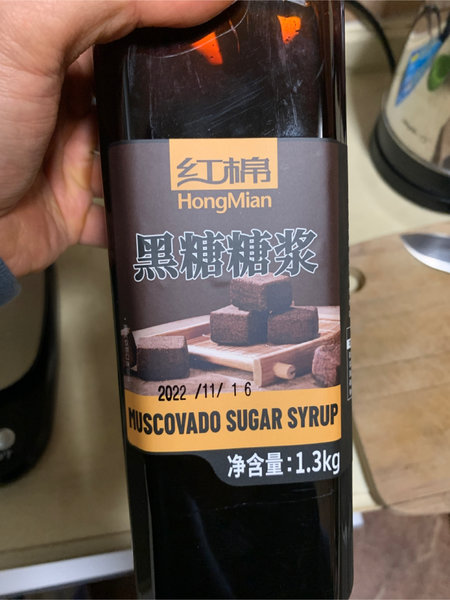 红棉
HongMian
黑糖糖浆
2022 /11/ 16
MUSCOVADO SUGAR SYRUP
净含量:1.3kg